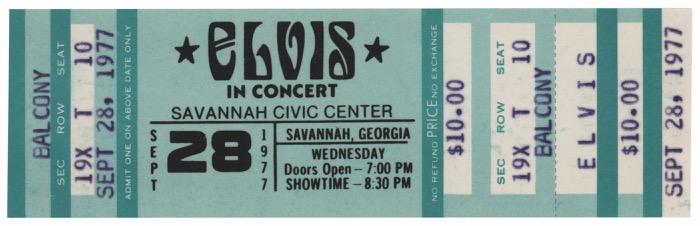 BALCONY
SEC ROW SEAT
19X T 10
SEPT 28, 1977
ADMIT ONE ON ABOVE DATE ONLY
★ELVIS★
IN CONCERT
SAVANNAH CIVIC CENTER
SEPT
28
1977
SAVANNAH, GEORGIA
WEDNESDAY
Doors Open – 7:00 PM
SHOWTIME – 8:30 PM
NO REFUND PRICE NO EXCHANGE
$10.00
SEC ROW SEAT
19X T 10
BALCONY
ELVIS
$10.00
SEPT 28, 1977